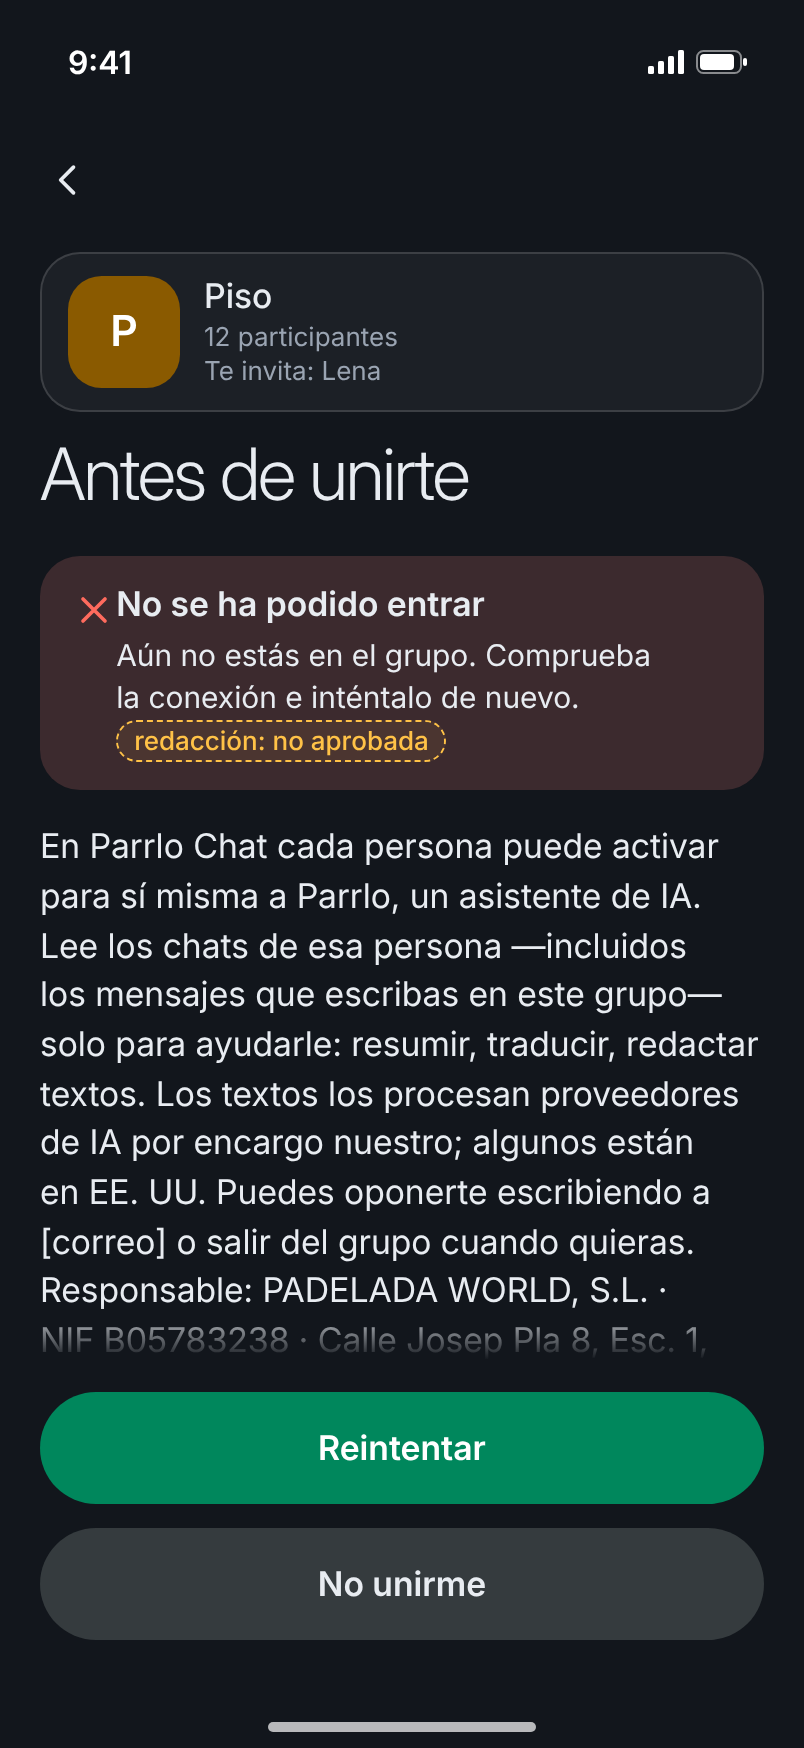 9:41
P
Piso
12 participantes
Te invita: Lena
Antes de unirte
No se ha podido entrar
Aún no estás en el grupo. Comprueba
la conexión e inténtalo de nuevo.
redacción: no aprobada
En Parrlo Chat cada persona puede activar
para sí misma a Parrlo, un asistente de IA.
Lee los chats de esa persona —incluidos
los mensajes que escribas en este grupo—
solo para ayudarle: resumir, traducir, redactar
textos. Los textos los procesan proveedores
de IA por encargo nuestro; algunos están
en EE. UU. Puedes oponerte escribiendo a
[correo] o salir del grupo cuando quieras.
Responsable: PADELADA WORLD, S.L. ·
NIF B05783238 · Calle Josep Pla 8, Esc. 1,
Reintentar
No unirme